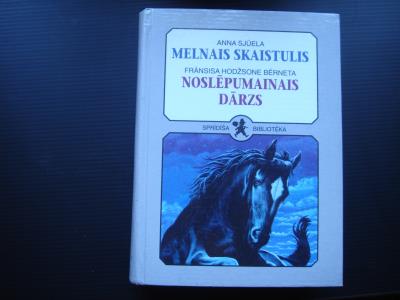 ANNA SJŪELA
MELNAIS SKAISTULIS
FRĀNSISA HODŽSONE BĒRNETA
NOSLĒPUMAINAIS
DĀRZS
SPRĪDĪŠA BIBLIOTĒKA